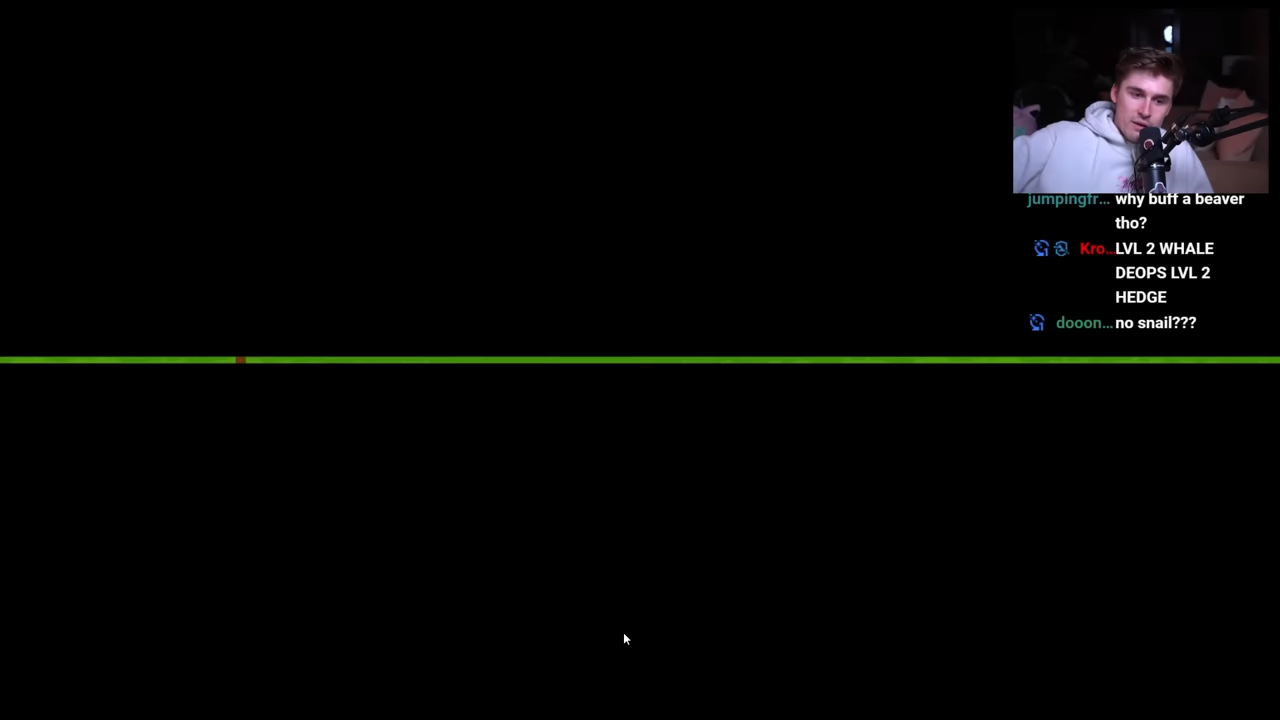 jumpingfr... why buff a beaver
tho?
Kro... LVL 2 WHALE
DEOPS LVL 2
HEDGE
dooon... no snail???